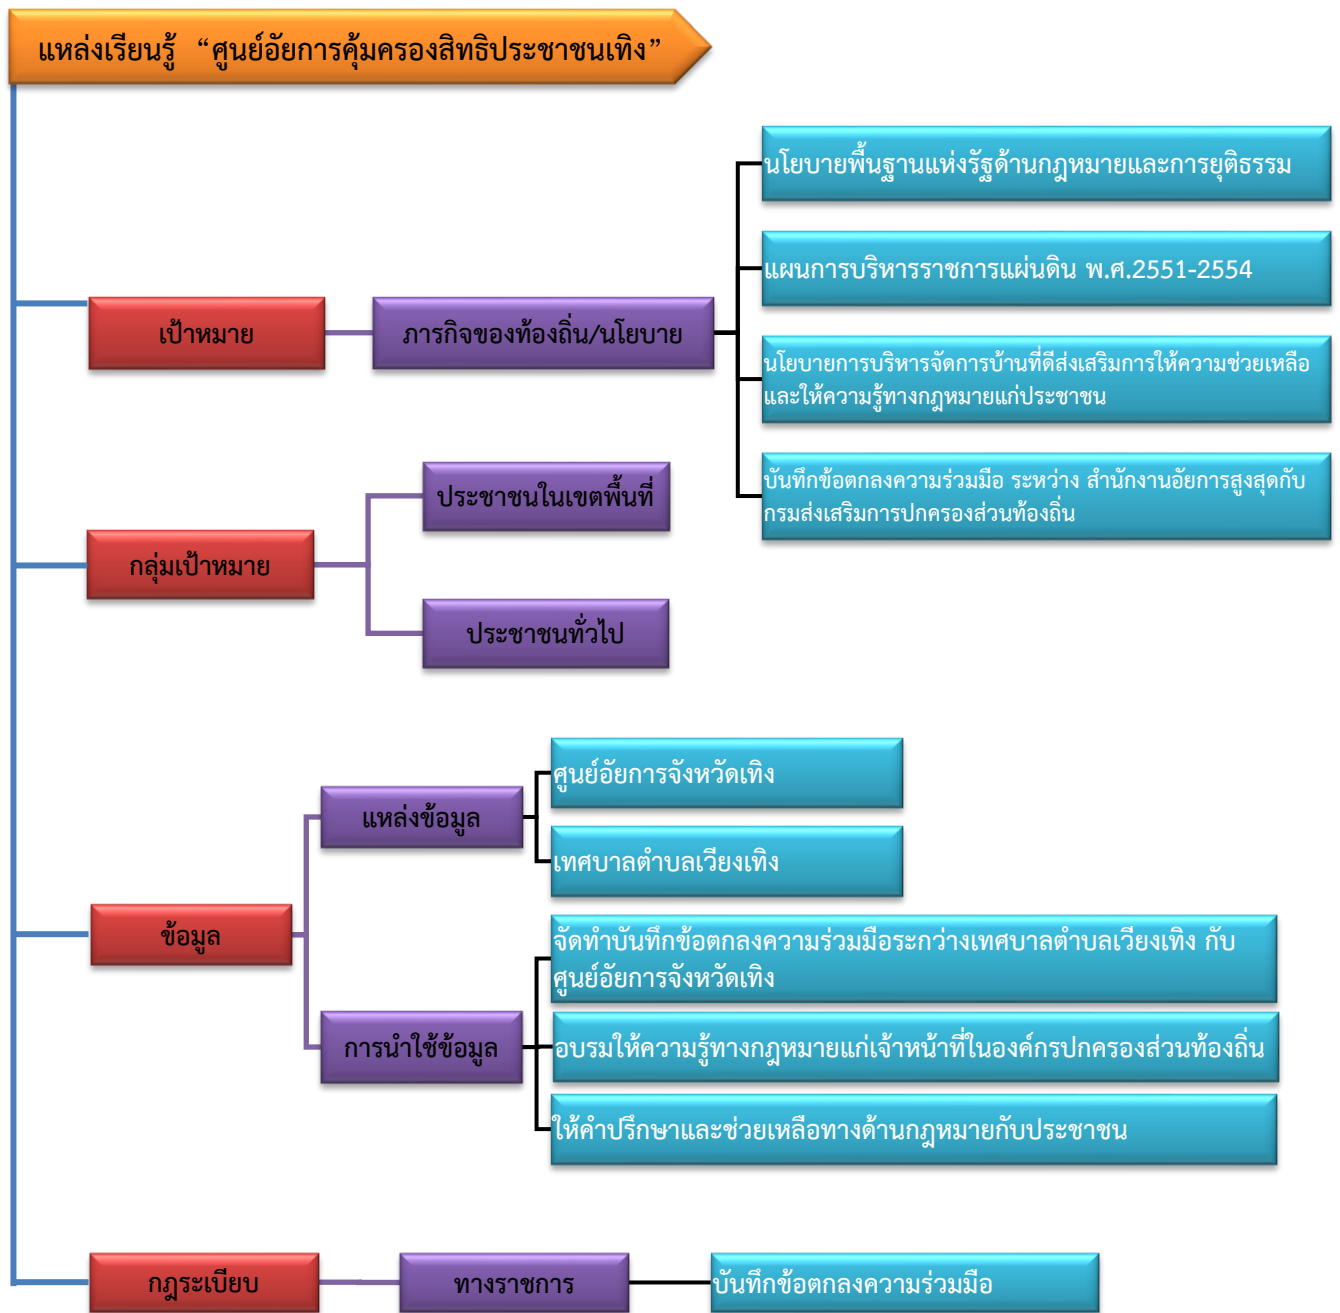 แหล่งเรียนรู้ “ศูนย์อัยการคุ้มครองสิทธิประชาชนเทิง”
นโยบายพื้นฐานแห่งรัฐด้านกฎหมายและการยุติธรรม
แผนการบริหารราชการแผ่นดิน พ.ศ.2551-2554
เป้าหมาย
ภารกิจของท้องถิ่น/นโยบาย
นโยบายการบริหารจัดการบ้านที่ดีส่งเสริมการให้ความช่วยเหลือ
และให้ความรู้ทางกฎหมายแก่ประชาชน
บันทึกข้อตกลงความร่วมมือ ระหว่าง สำนักงานอัยการสูงสุดกับ
กรมส่งเสริมการปกครองส่วนท้องถิ่น
กลุ่มเป้าหมาย
ประชาชนในเขตพื้นที่
ประชาชนทั่วไป
ข้อมูล
แหล่งข้อมูล
ศูนย์อัยการจังหวัดเทิง
เทศบาลตำบลเวียงเทิง
การนำใช้ข้อมูล
จัดทำบันทึกข้อตกลงความร่วมมือระกว่างเทศบาลตำบลเวียงเทิง กับ
ศูนย์อัยการจังหวัดเทิง
อบรมให้ความรู้ทางกฎหมายแก่เจ้าหน้าที่ในองค์กรปกครองส่วนท้องถิ่น
ให้คำปรึกษาและช่วยเหลือทางด้านกฎหมายกับประชาชน
กฎระเบียบ
ทางราชการ
บันทึกข้อตกลงความร่วมมือ